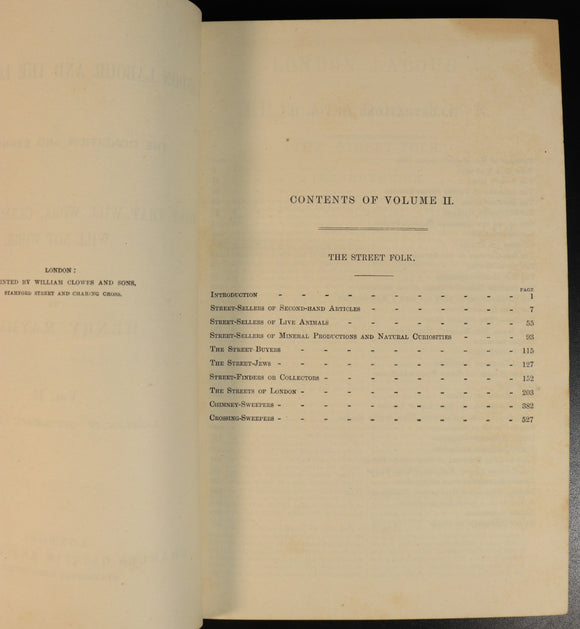 LONDON:
PRINTED BY WILLIAM CLOWES AND SONS,
STAMFORD STREET AND CHARING CROSS.
CONTENTS OF VOLUME II.
THE STREET FOLK.
PAGE
Introduction - - - - - - - - - - - - 1
Street-Sellers of Second-hand Articles - - - - - - - - 7
Street-Sellers of Live Animals - - - - - - - - - 55
Street-Sellers of Mineral Productions and Natural Curiosities - - - - 93
The Street-Buyers - - - - - - - - - - - 115
The Street-Jews - - - - - - - - - - - 127
Street-Finders or Collectors - - - - - - - - - 152
The Streets of London - - - - - - - - - - 203
Chimney-Sweepers - - - - - - - - - - - 382
Crossing-Sweepers - - - - - - - - - - - 527